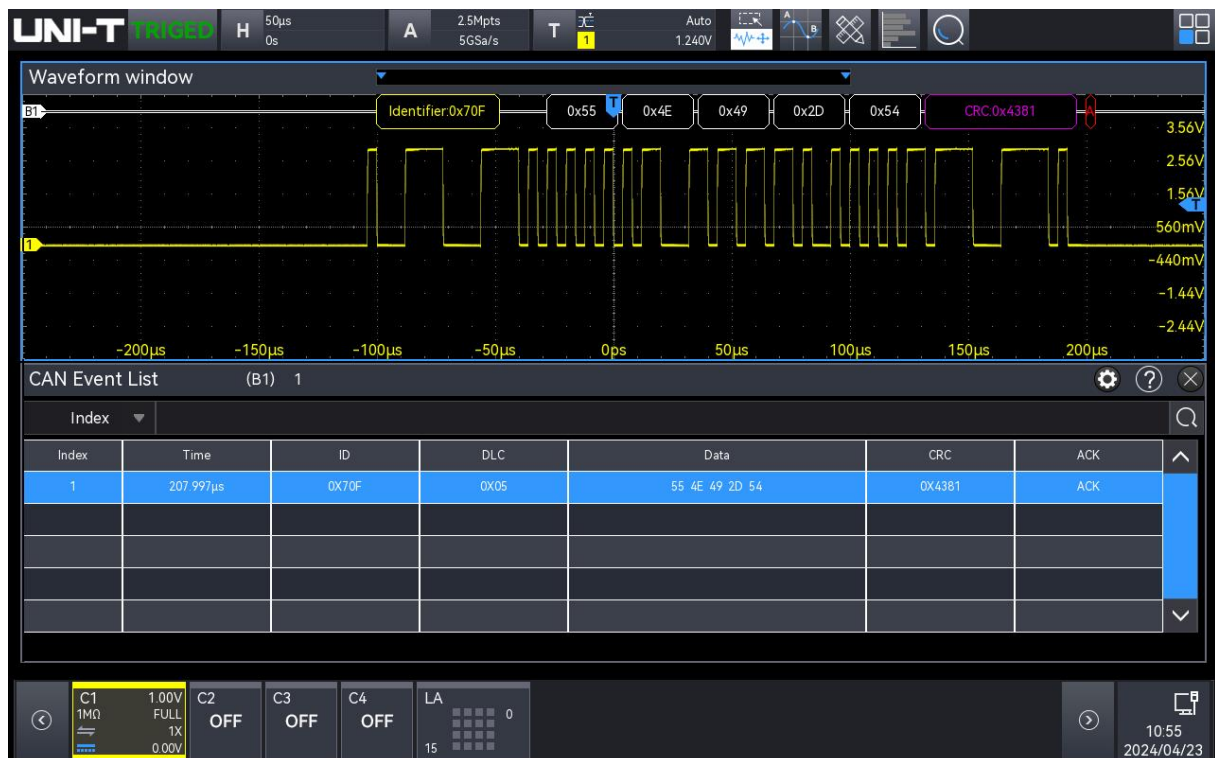 UNI-T TRIGED H 50µs 0s A 2.5Mpts 5GSa/s T 1 Auto 1.240V A B
Waveform window
B1 Identifier:0x70F 0x55 T 0x4E 0x49 0x2D 0x54 CRC:0x4381 A
3.56V
2.56V
1.56V
T
1 560mV
-440mV
-1.44V
-2.44V
-200µs -150µs -100µs -50µs 0ps 50µs 100µs 150µs 200µs
CAN Event List (B1) 1
Index
Index Time ID DLC Data CRC ACK
1 207.997µs 0X70F 0X05 55 4E 49 2D 54 0X4381 ACK
C1 1.00V C2 C3 C4 LA
1MΩ FULL OFF OFF OFF 0
1X
0.00V 15
10:55
2024/04/23